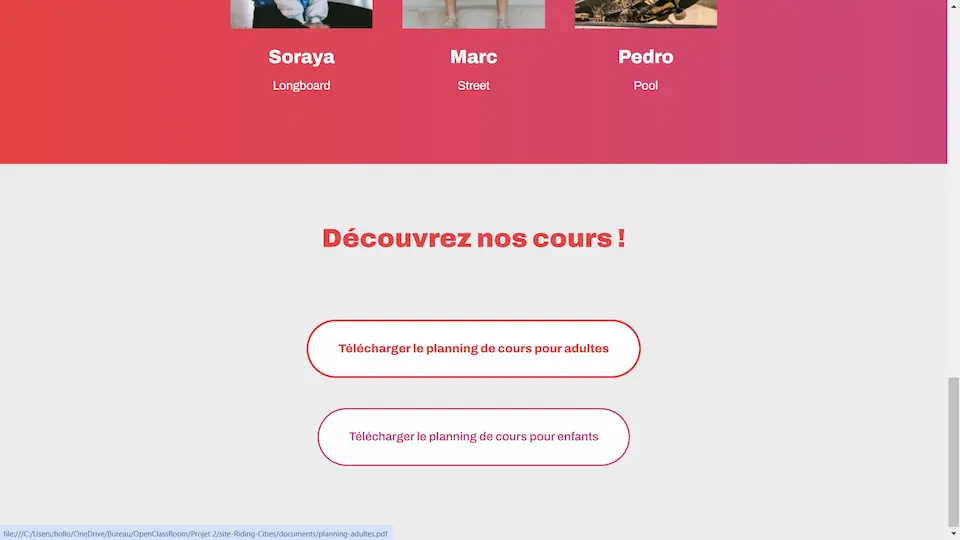 Soraya Marc Pedro
Longboard Street Pool
Découvrez nos cours !
Télécharger le planning de cours pour adultes
Télécharger le planning de cours pour enfants
file:///C:/Users/hollo/OneDrive/Bureau/OpenClassRoom/Projet 2/site-Riding-Cities/documents/planning-adultes.pdf